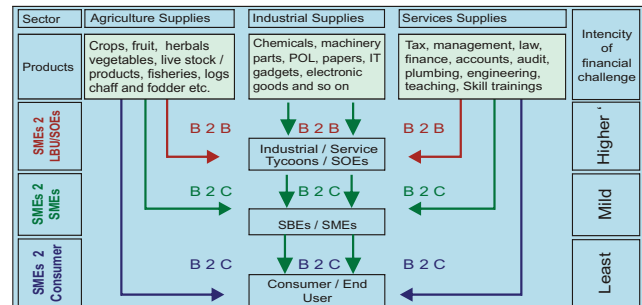 Sector
Agriculture Supplies
Industrial Supplies
Services Supplies
Intencity of
financial
challenge
Products
Crops, fruit, herbals
vegetables, live stock /
products, fisheries, logs
chaff and fodder etc.
Chemicals, machinery
parts, POL, papers, IT
gadgets, electronic
goods and so on
Tax, management, law,
finance, accounts, audit,
plumbing, engineering,
teaching, Skill trainings
SMEs 2
LBU/SOEs
B 2 B
B 2 B
B 2 B
Higher '
Industrial / Service
Tycoons / SOEs
SMEs 2
SMEs
B 2 C
B 2 C
B 2 C
Mild
SBEs / SMEs
SMEs 2
Consumer
B 2 C
B 2 C
B 2 C
Least
Consumer / End
User